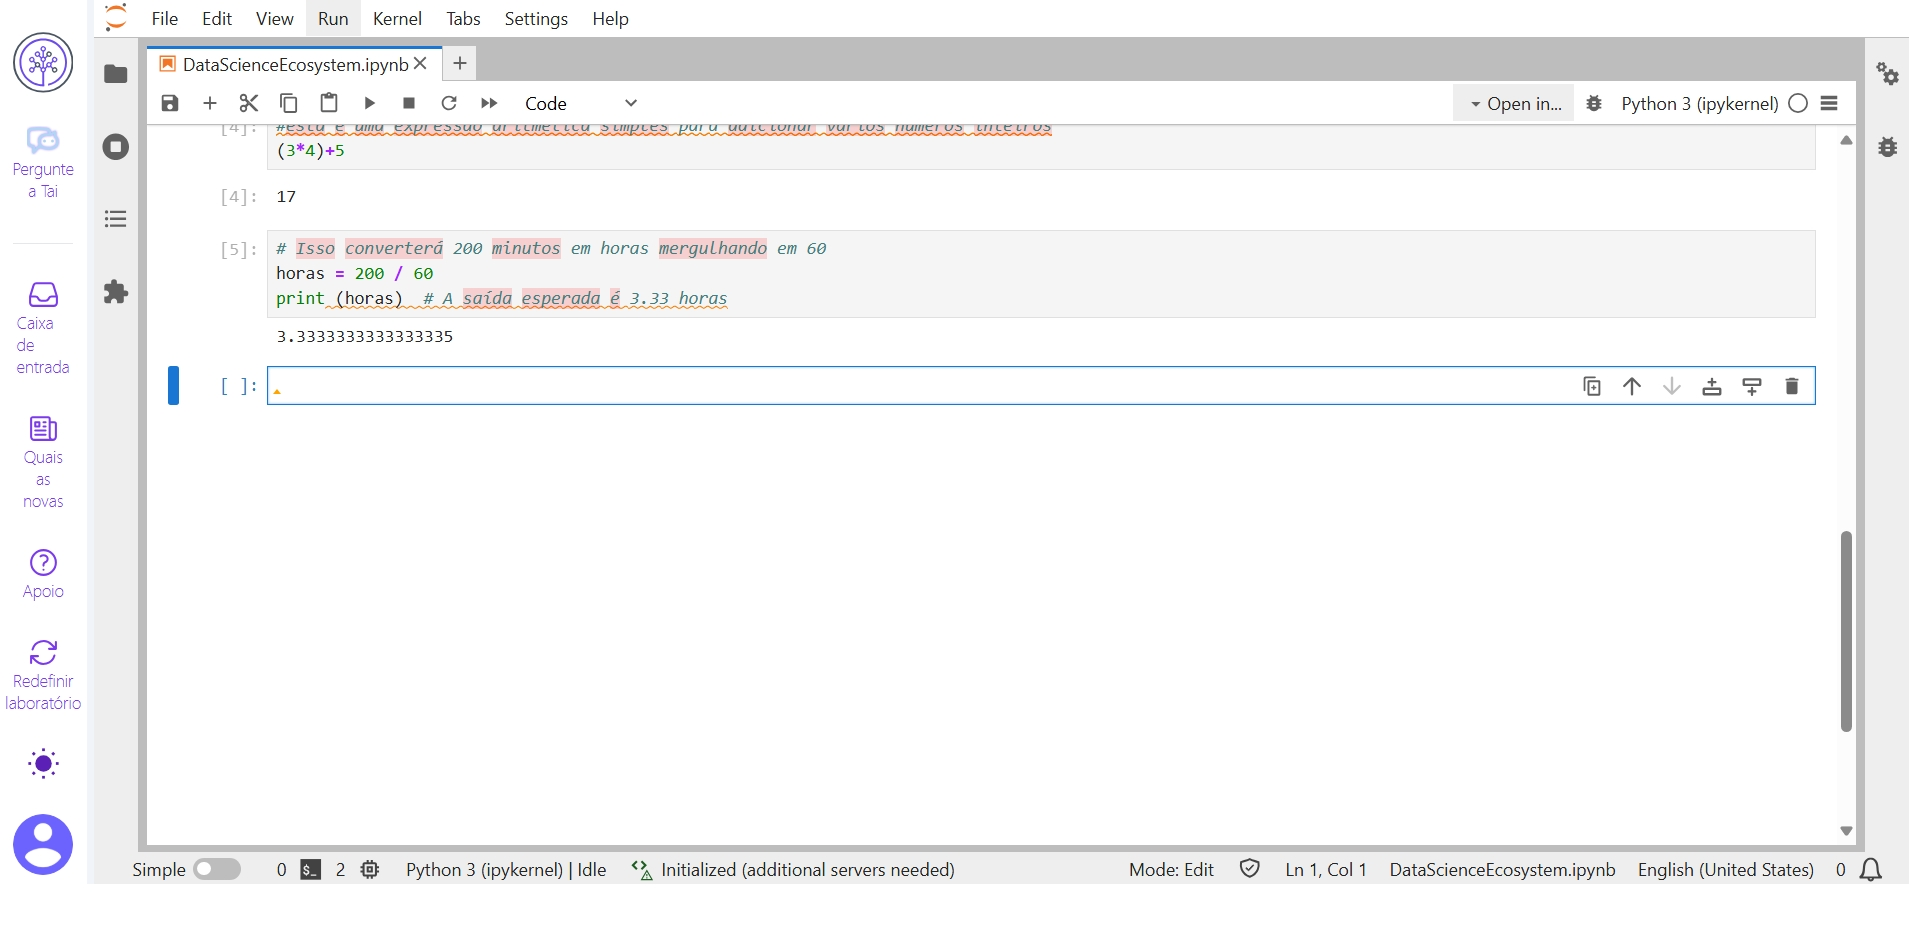 File Edit View Run Kernel Tabs Settings Help
DataScienceEcosystem.ipynb
Code
Open in...
Python 3 (ipykernel)
[4]: #esta é uma expressão aritmética simples para adicionar vários números inteiros
(3*4)+5
[4]: 17
[5]: # Isso converterá 200 minutos em horas mergulhando em 60
horas = 200 / 60
print (horas)  # A saída esperada é 3.33 horas
3.3333333333333335
[ ]:
Pergunte
a Tai
Caixa
de
entrada
Quais
as
novas
Apoio
Redefinir
laboratório
Simple 0 $_ 2 Python 3 (ipykernel) | Idle Initialized (additional servers needed) Mode: Edit Ln 1, Col 1 DataScienceEcosystem.ipynb English (United States) 0